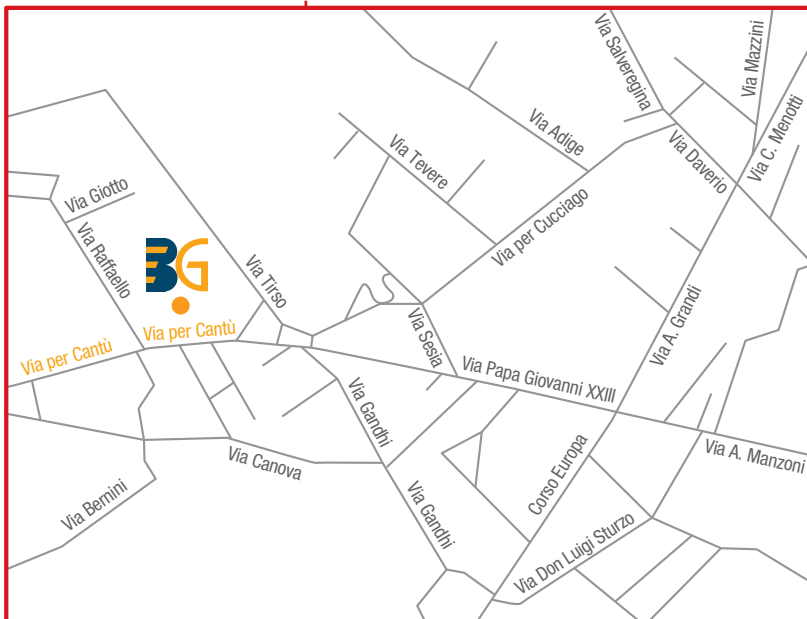 Via Salveregina
Via Mazzini
Via C. Menotti
Via Adige
Via Tevere
Via Daverio
Via Giotto
Via per Cucciago
Via Raffaello
BG
Via Tirso
Via A. Grandi
Via per Cantù
Via per Cantù
Via Sesia
Via Papa Giovanni XXIII
Via Gandhi
Via A. Manzoni
Via Canova
Corso Europa
Via Bernini
Via Gandhi
Via Don Luigi Sturzo